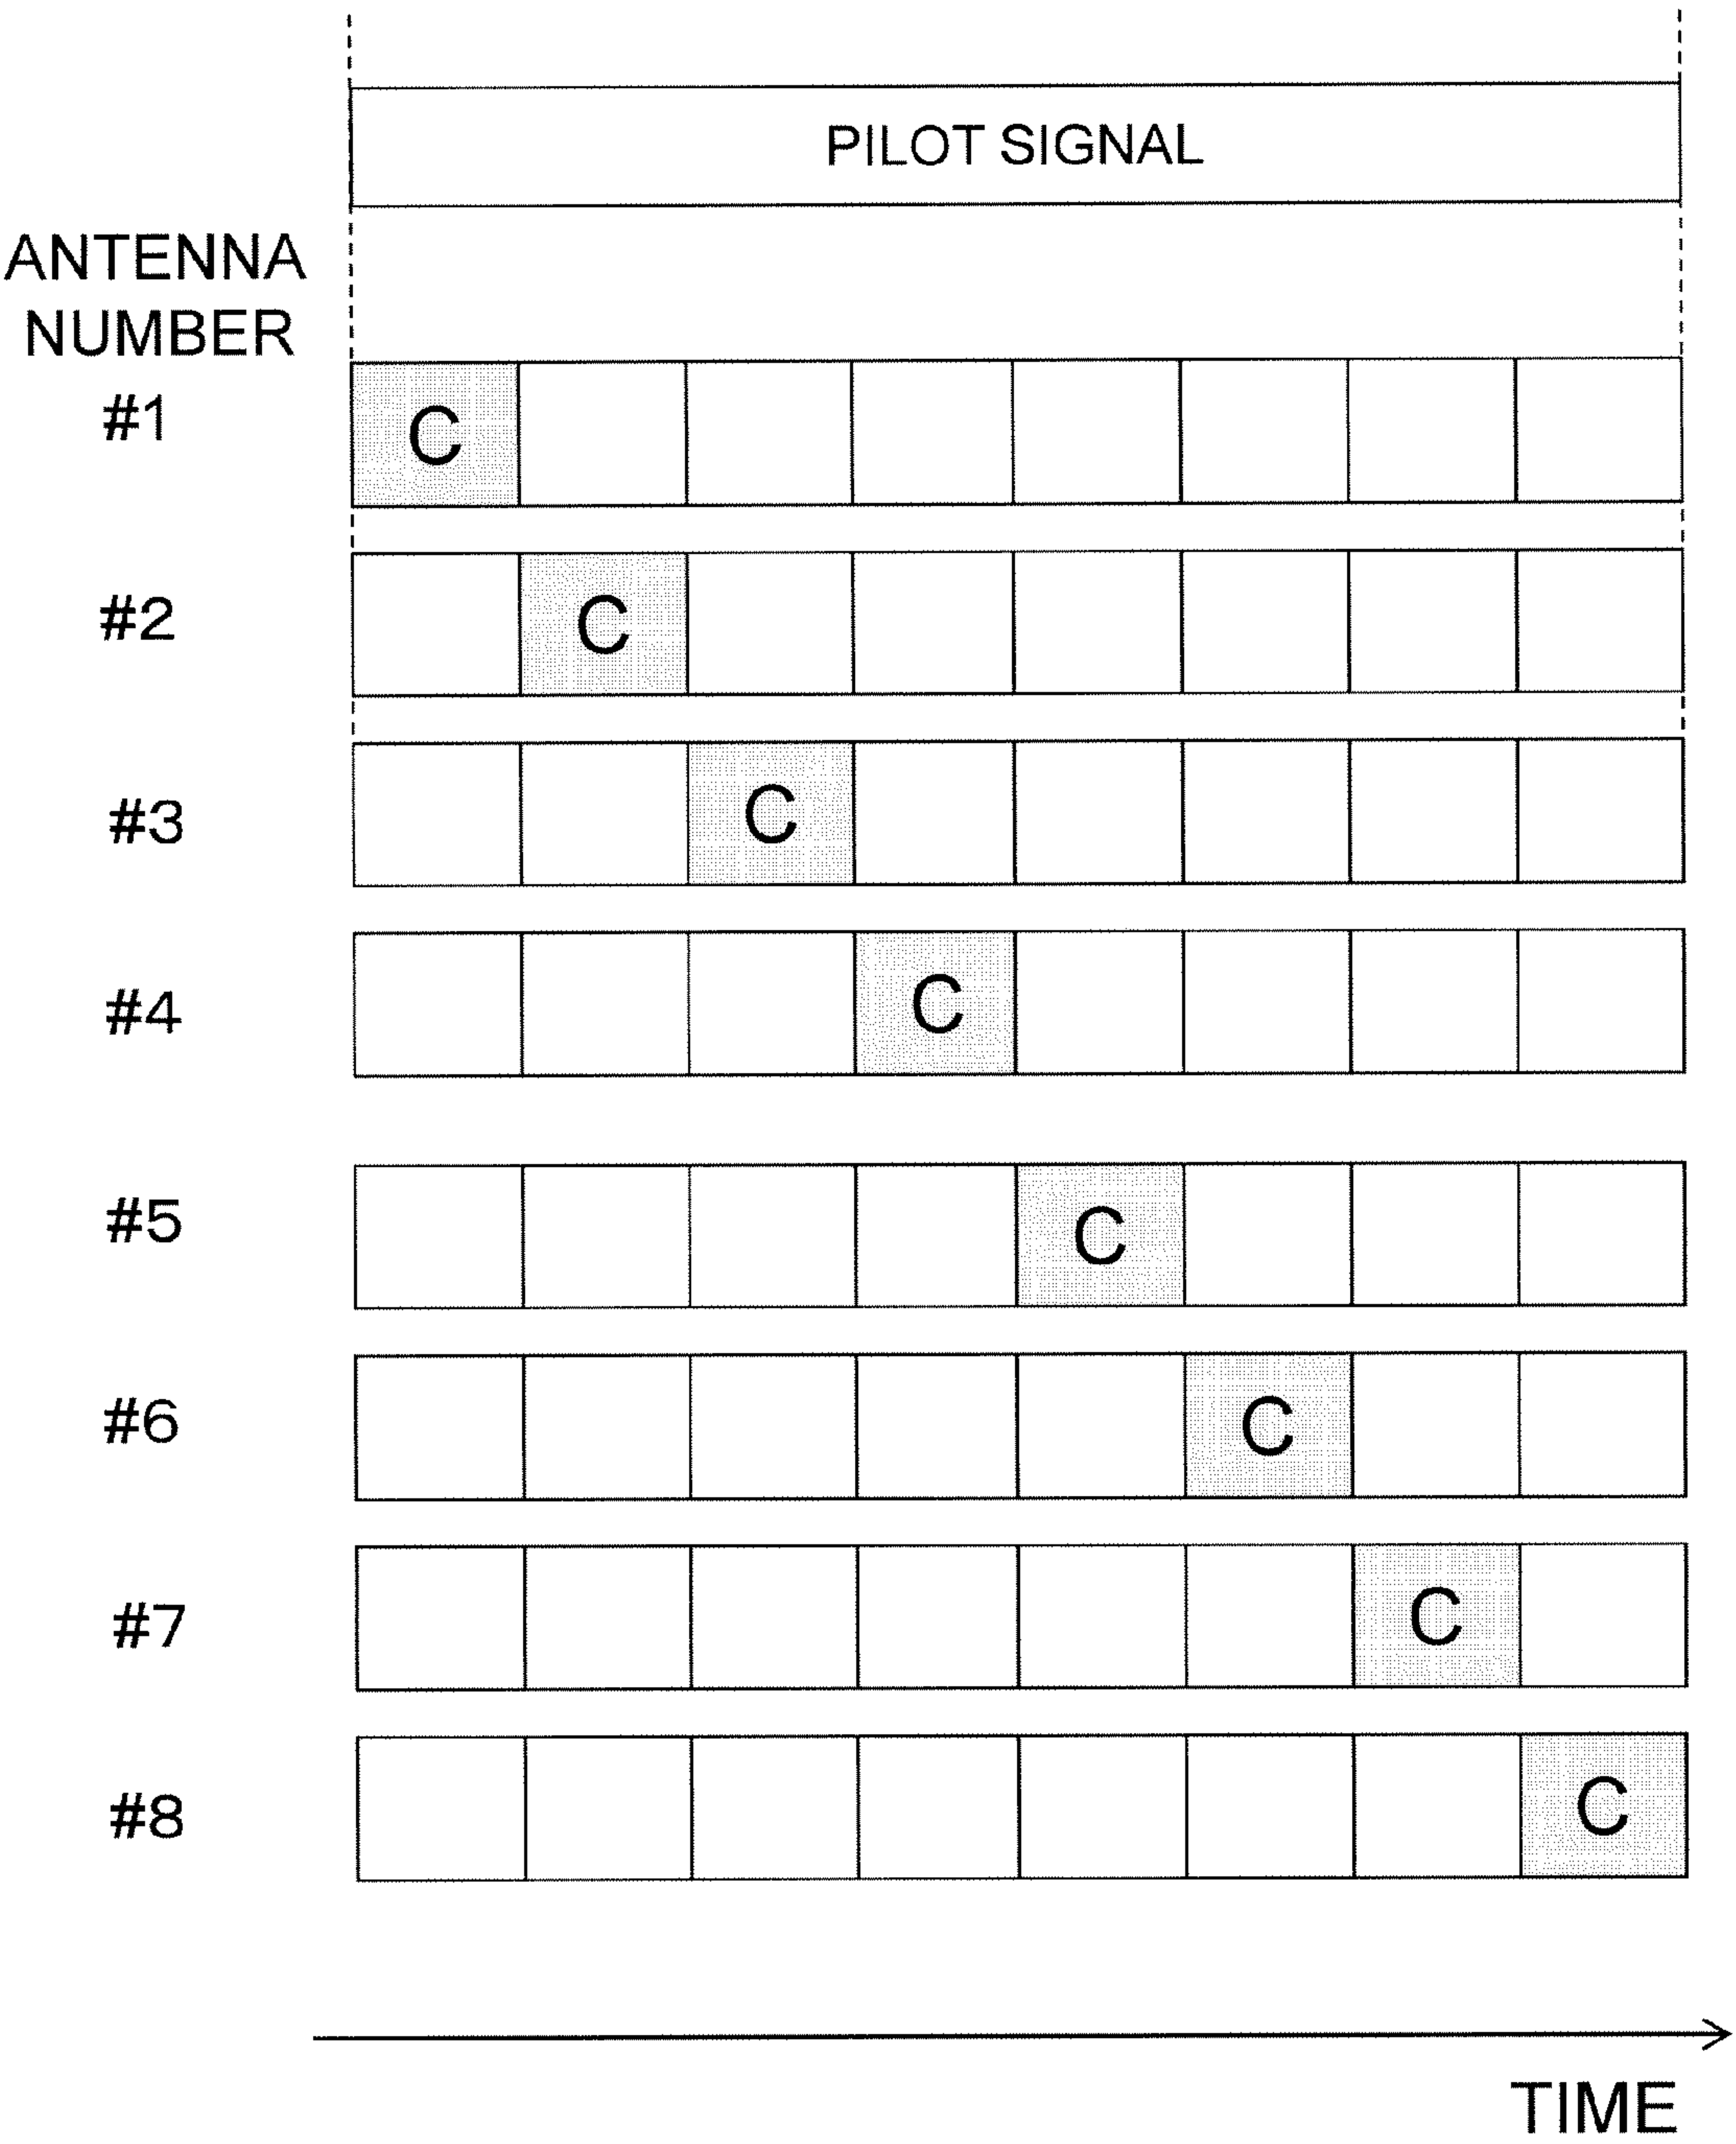 PILOT SIGNAL
ANTENNA
NUMBER
#1
C
#2
C
#3
C
#4
C
#5
C
#6
C
#7
C
#8
C
TIME